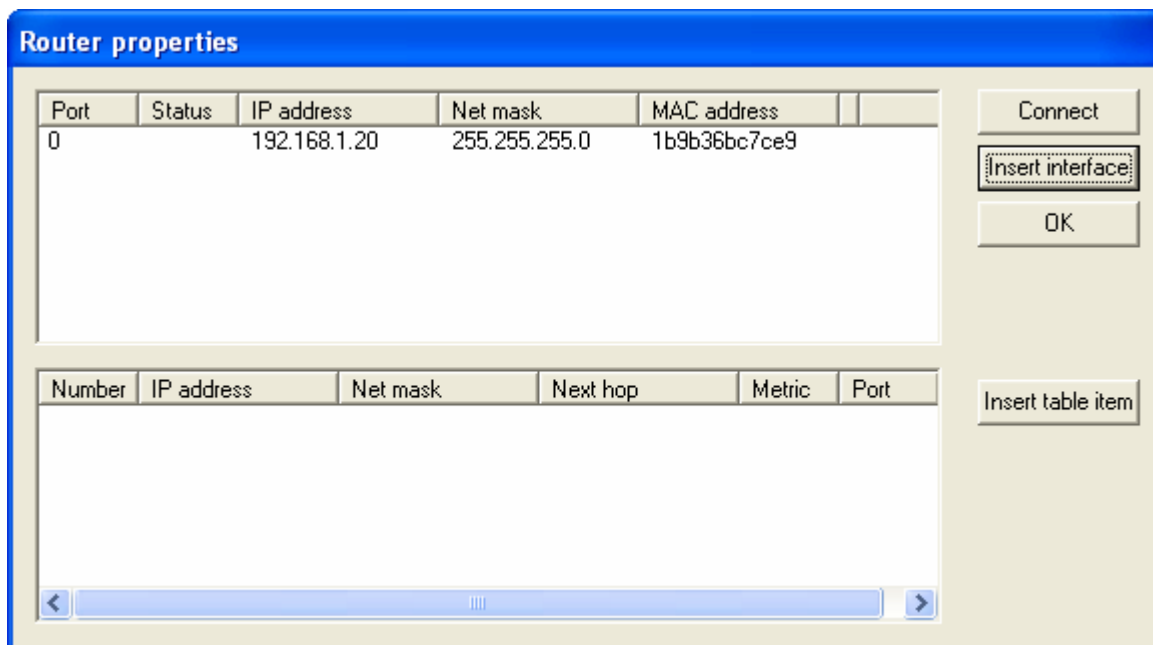 Router properties
Port Status IP address Net mask MAC address
0 192.168.1.20 255.255.255.0 1b9b36bc7ce9
Connect
Insert interface
OK
Number IP address Net mask Next hop Metric Port
Insert table item